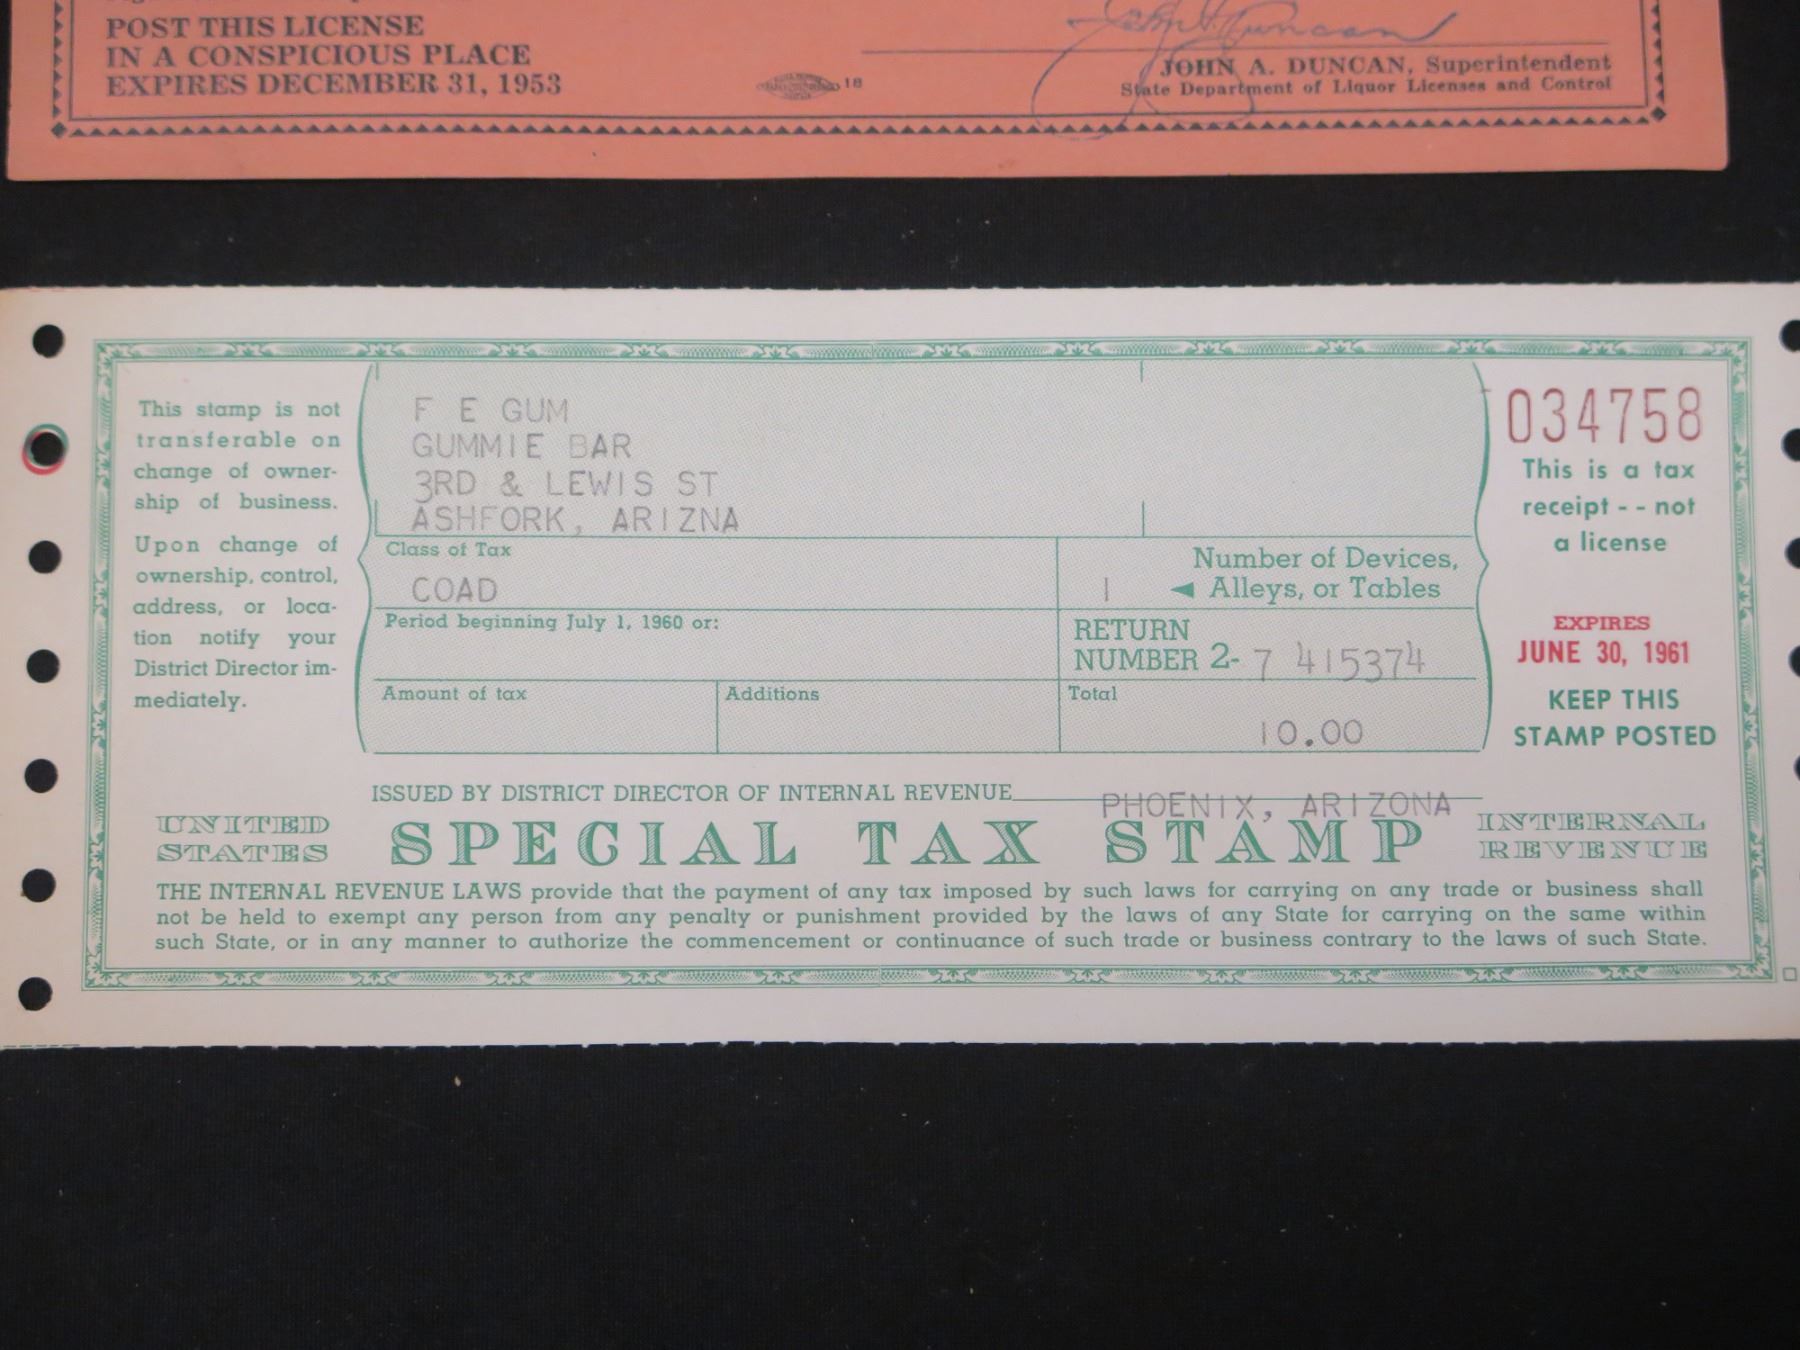 POST THIS LICENSE
IN A CONSPICIOUS PLACE
EXPIRES DECEMBER 31, 1953
18
JOHN A. DUNCAN, Superintendent
State Department of Liquor Licenses and Control
This stamp is not
transferable on
change of owner-
ship of business.
Upon change of
ownership, control,
address, or loca-
tion notify your
District Director im-
mediately.
F E GUM
GUMMIE BAR
3RD & LEWIS ST
ASHFORK, ARIZNA
Class of Tax
COAD
1 ◄ Number of Devices,
Alleys, or Tables
Period beginning July 1, 1960 or:
RETURN
NUMBER 2- 7 415374
Amount of tax
Additions
Total
10.00
034758
This is a tax
receipt -- not
a license
EXPIRES
JUNE 30, 1961
KEEP THIS
STAMP POSTED
ISSUED BY DISTRICT DIRECTOR OF INTERNAL REVENUE PHOENIX, ARIZONA
UNITED
STATES
SPECIAL TAX STAMP
INTERNAL
REVENUE
THE INTERNAL REVENUE LAWS provide that the payment of any tax imposed by such laws for carrying on any trade or business shall
not be held to exempt any person from any penalty or punishment provided by the laws of any State for carrying on the same within
such State, or in any manner to authorize the commencement or continuance of such trade or business contrary to the laws of such State.